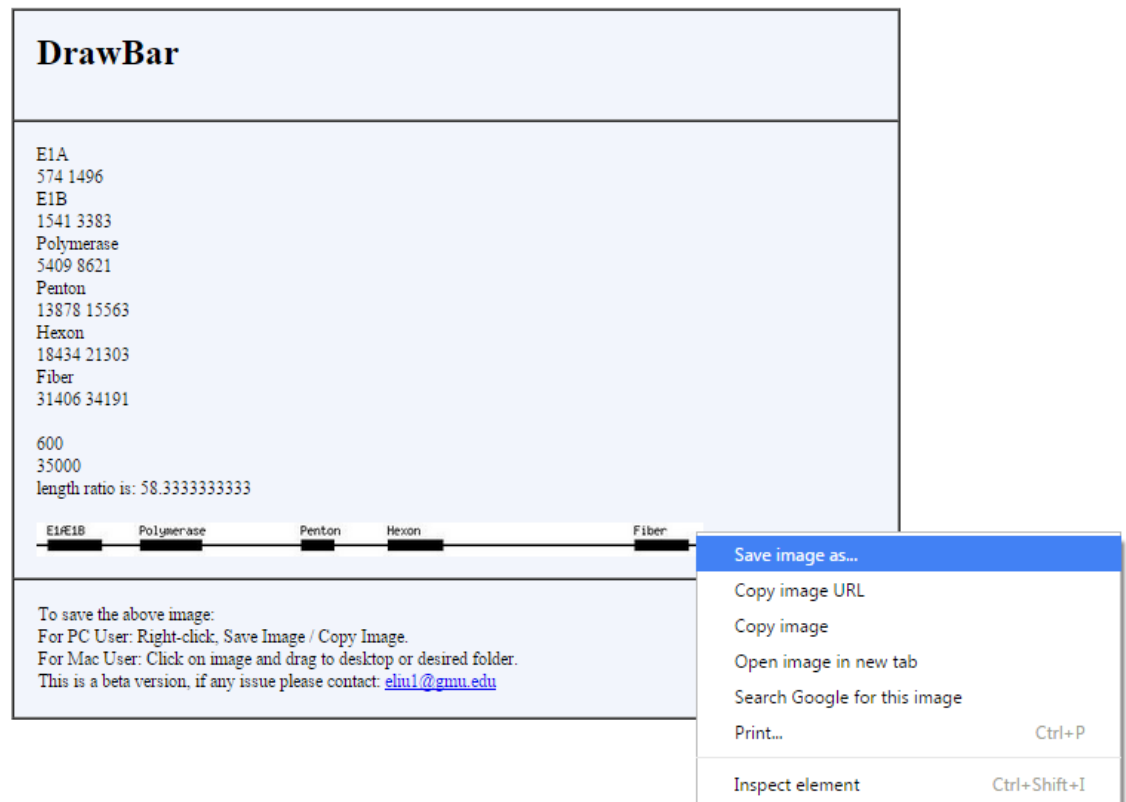 DrawBar
E1A
574 1496
E1B
1541 3383
Polymerase
5409 8621
Penton
13878 15563
Hexon
18434 21303
Fiber
31406 34191
600
35000
length ratio is: 58.3333333333
E1Æ1B Polymerase Penton Hexon Fiber
To save the above image:
For PC User: Right-click, Save Image / Copy Image.
For Mac User: Click on image and drag to desktop or desired folder.
This is a beta version, if any issue please contact: eliu1@gmu.edu
Save image as...
Copy image URL
Copy image
Open image in new tab
Search Google for this image
Print... Ctrl+P
Inspect element Ctrl+Shift+I